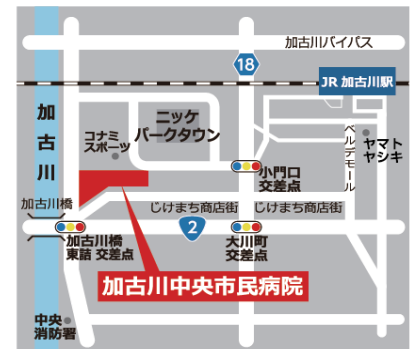 加古川バイパス
18
JR 加古川駅
加古川
コナミ
スポーツ
ニッケ
パークタウン
ベルデモール
ヤマト
ヤシキ
小門口
交差点
加古川橋
じけまち商店街
じけまち商店街
2
加古川橋
東詰 交差点
大川町
交差点
加古川中央市民病院
中央
消防署